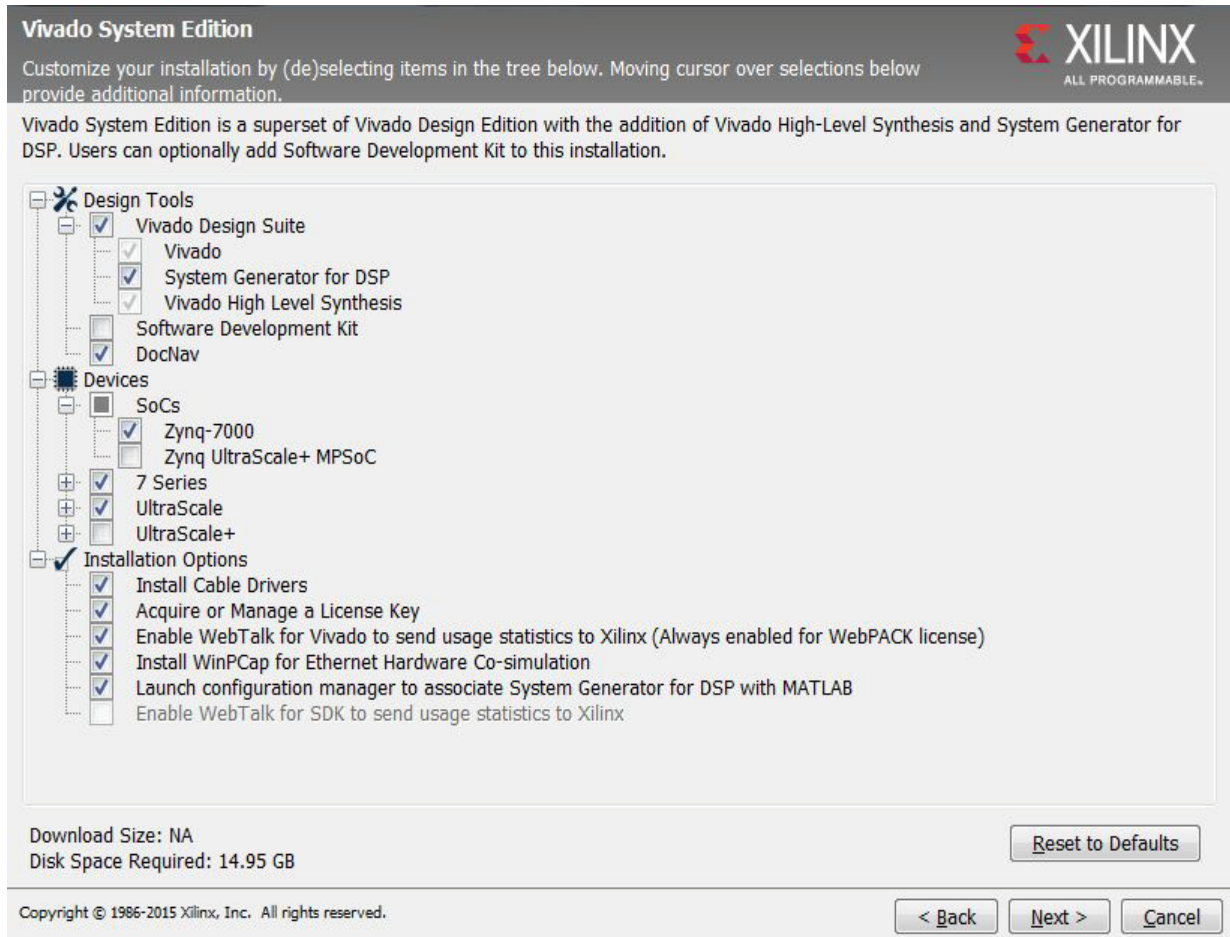 Vivado System Edition
XILINX
ALL PROGRAMMABLE™
Customize your installation by (de)selecting items in the tree below. Moving cursor over selections below
provide additional information.
Vivado System Edition is a superset of Vivado Design Edition with the addition of Vivado High-Level Synthesis and System Generator for
DSP. Users can optionally add Software Development Kit to this installation.
Design Tools
Vivado Design Suite
Vivado
System Generator for DSP
Vivado High Level Synthesis
Software Development Kit
DocNav
Devices
SoCs
Zynq-7000
Zynq UltraScale+ MPSoC
7 Series
UltraScale
UltraScale+
Installation Options
Install Cable Drivers
Acquire or Manage a License Key
Enable WebTalk for Vivado to send usage statistics to Xilinx (Always enabled for WebPACK license)
Install WinPCap for Ethernet Hardware Co-simulation
Launch configuration manager to associate System Generator for DSP with MATLAB
Enable WebTalk for SDK to send usage statistics to Xilinx
Download Size: NA
Disk Space Required: 14.95 GB
Reset to Defaults
Copyright © 1986-2015 Xilinx, Inc. All rights reserved.
< Back
Next >
Cancel